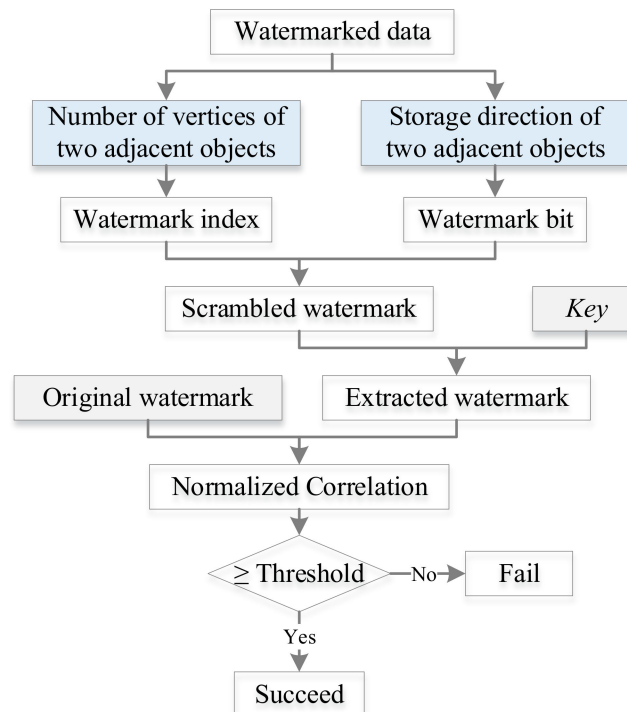 Watermarked data
Number of vertices of
two adjacent objects
Storage direction of
two adjacent objects
Watermark index
Watermark bit
Scrambled watermark
Key
Original watermark
Extracted watermark
Normalized Correlation
≥ Threshold
No
Fail
Yes
Succeed